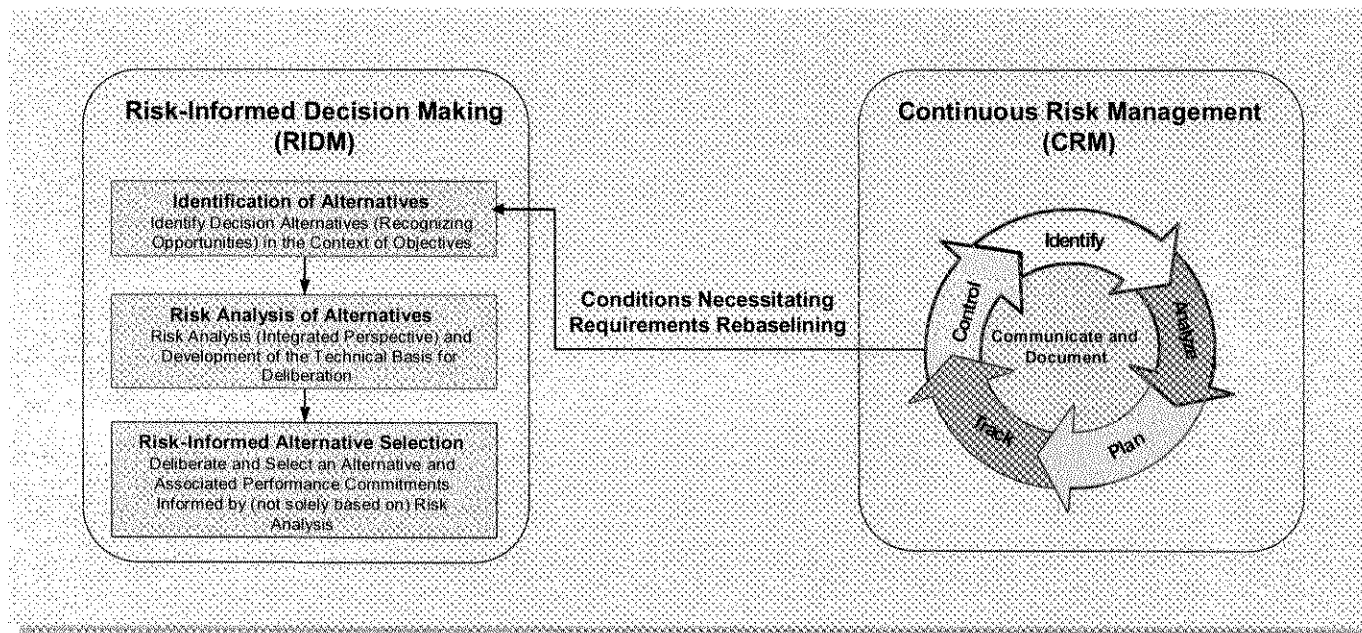 Risk-Informed Decision Making
(RIDM)
Identification of Alternatives
Identify Decision Alternatives (Recognizing
Opportunities) in the Context of Objectives
Risk Analysis of Alternatives
Risk Analysis (Integrated Perspective) and
Development of the Technical Basis for
Deliberation
Risk-Informed Alternative Selection
Deliberate and Select an Alternative and
Associated Performance Commitments
Informed by (not solely based on) Risk
Analysis
Conditions Necessitating
Requirements Rebaselining
Continuous Risk Management
(CRM)
Identify
Analyze
Plan
Track
Control
Communicate and
Document